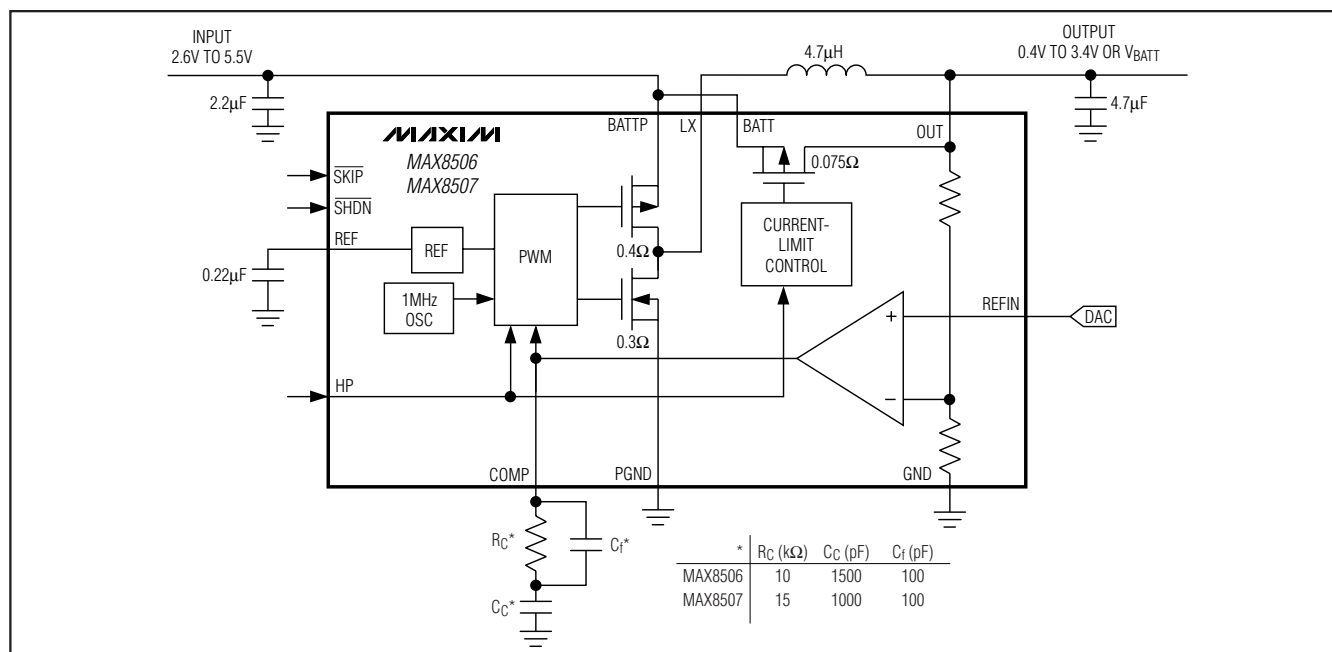 INPUT
2.6V TO 5.5V
4.7µH
OUTPUT
0.4V TO 3.4V OR VBATT
2.2µF
4.7µF
BATTP
LX
BATT
OUT
MAXIM
MAX8506
MAX8507
0.075Ω
SKIP
SHDN
REF
REF
PWM
0.4Ω
CURRENT-
LIMIT
CONTROL
0.22µF
1MHz
OSC
REFIN
DAC
+
0.3Ω
HP
−
COMP
PGND
GND
RC*
Cf*
CC*
* RC (kΩ) CC (pF) Cf (pF)
MAX8506 10 1500 100
MAX8507 15 1000 100